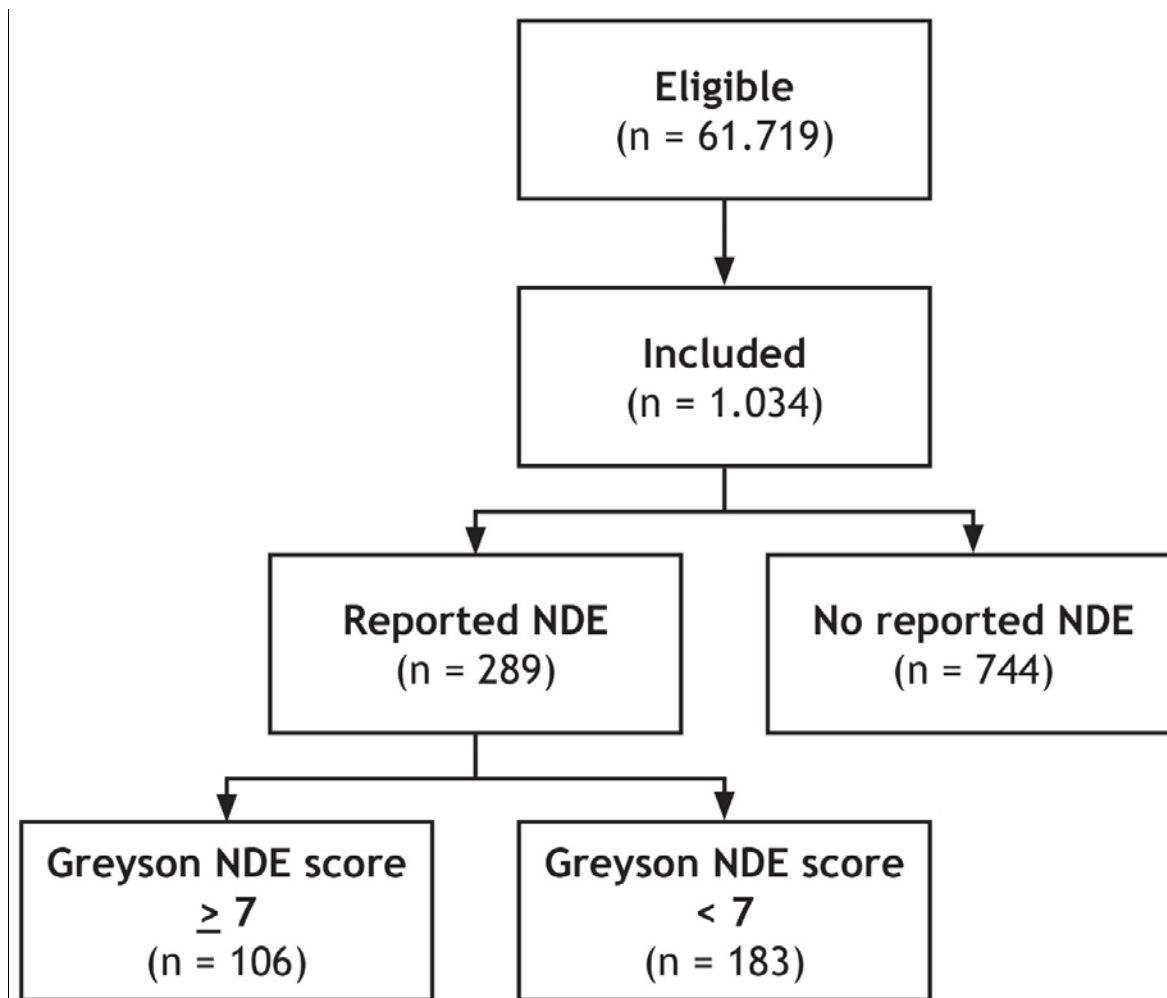 Eligible
(n = 61.719)
Included
(n = 1.034)
Reported NDE
(n = 289)
No reported NDE
(n = 744)
Greyson NDE score
≥ 7
(n = 106)
Greyson NDE score
< 7
(n = 183)